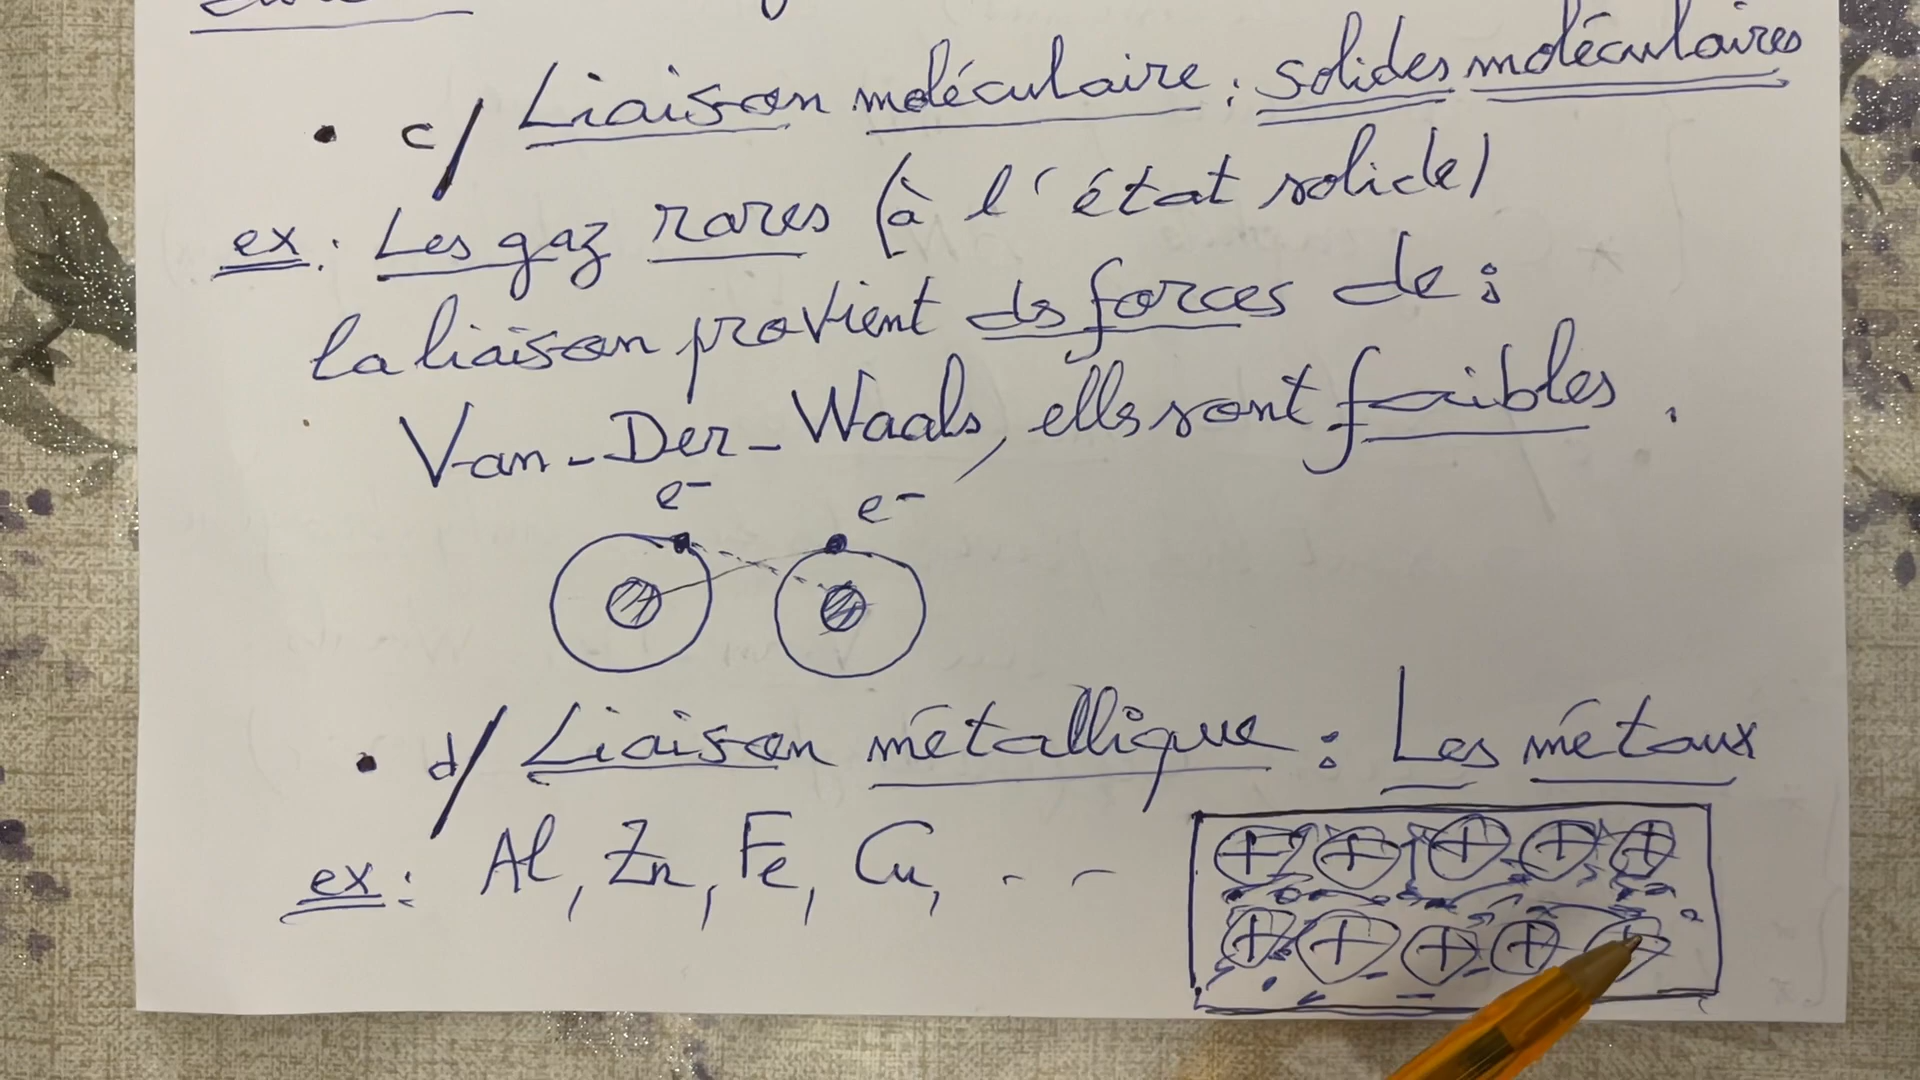 • c/ Liaison moléculaire : solides moléculaires
ex : Les gaz rares (à l'état solide)
la liaison provient ds forces de :
Van-Der-Waals, ells sont faibles.
e- e-
• d/ Liaison métallique : Les métaux
ex : Al, Zn, Fe, Cu, - -
+ + + + +
+ + + + +